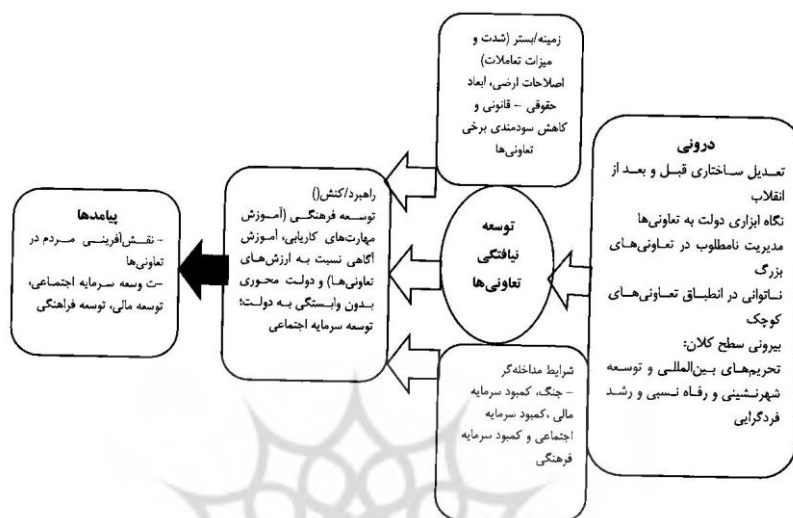 زمینه/بستر (شدت و
میزات تعاملات)
اصلاحات ارضی، ابعاد
حقوقی – قانونی و
کاهش سودمندی برخی
تعاونی‌ها
درونی
تعدیل ساختاری قبل و بعد از
انقلاب
نگاه ابزاری دولت به تعاونی‌ها
مدیریت نامطلوب در تعاونی‌های
بزرگ
ناتوانی در انطباق تعاونی‌های
کوچک
بیرونی سطح کلان:
تحریم‌های بین‌المللی و توسعه
شهرنشینی و رفاه نسبی و رشد
فردگرایی
توسعه
نیافتگی
تعاونی‌ها
شرایط مداخله‌گر
– جنگ، کمبود سرمایه
مالی ،کمبود سرمایه
اجتماعی و کمبود سرمایه
فرهنگی
راهبرد/کنش()
توسعه فرهنگی (آموزش
مهارت‌های کاریابی، آموزش
آگاهی نسبت به ارزش‌های
تعاونی‌ها) و دولت محوری
بدون وابستگی به دولت؛
توسعه سرمایه اجتماعی
پیامدها
– نقش‌آفرینی مردم در
تعاونی‌ها
–ت وسعه سرمایه اجتماعی،
توسعه مالی، توسعه فراهنگی